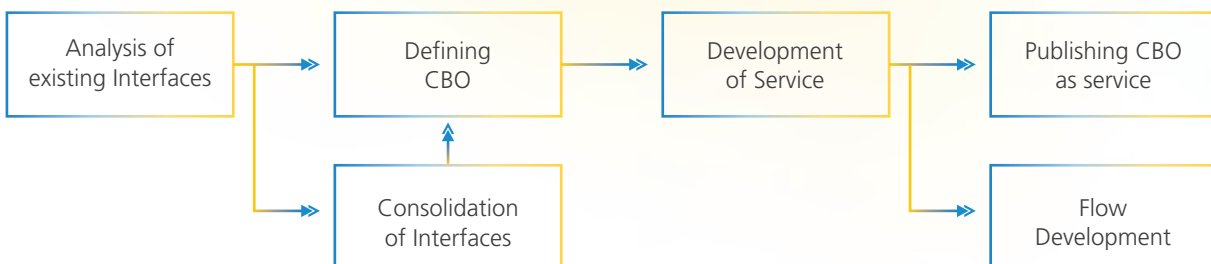 Analysis of
existing Interfaces
Defining
CBO
Development
of Service
Publishing CBO
as service
Consolidation
of Interfaces
Flow
Development